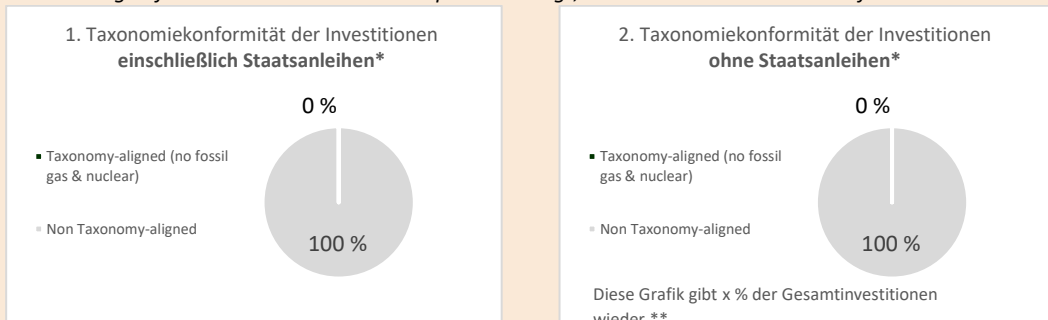 1. Taxonomiekonformität der Investitionen
einschließlich Staatsanleihen*
0 %
Taxonomy-aligned (no fossil
gas & nuclear)
Non Taxonomy-aligned
100 %
2. Taxonomiekonformität der Investitionen
ohne Staatsanleihen*
0 %
Taxonomy-aligned (no fossil
gas & nuclear)
Non Taxonomy-aligned
100 %
Diese Grafik gibt x % der Gesamtinvestitionen
wieder.**